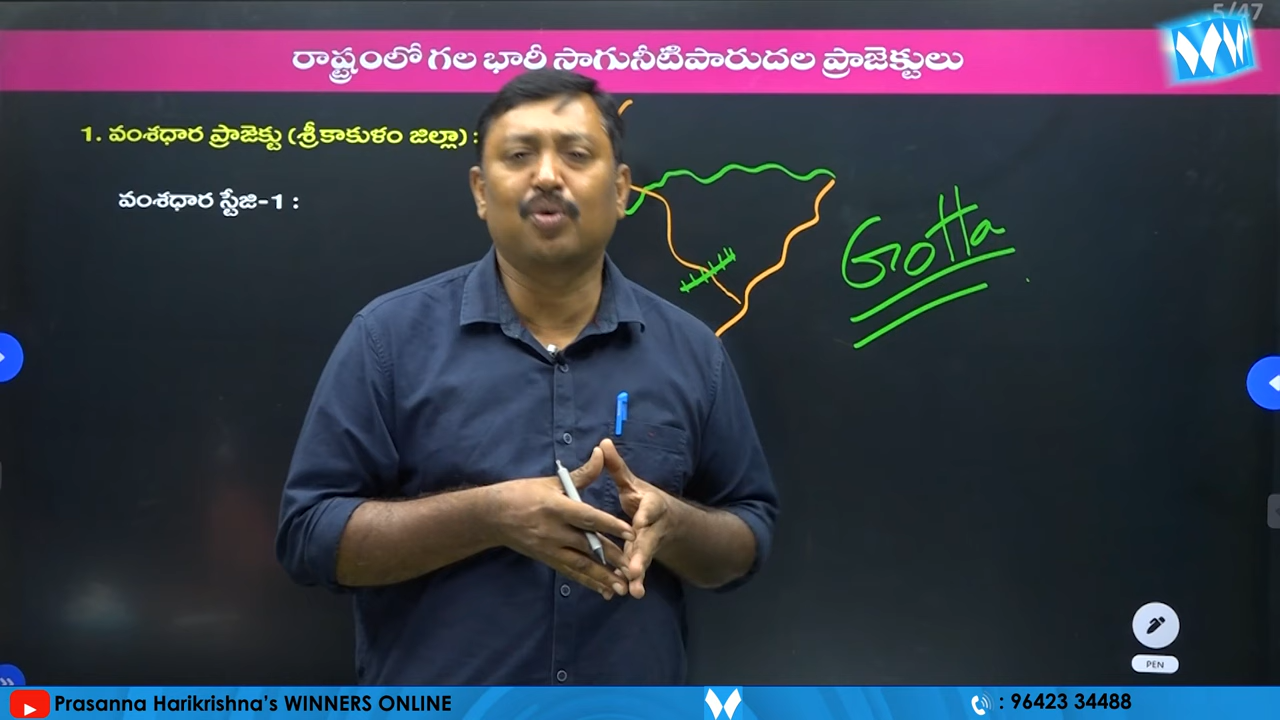 5/47
రాష్ట్రంలో గల భారీ సాగునీటిపారుదల ప్రాజెక్టులు
1. వంశధార ప్రాజెక్టు (శ్రీకాకుళం జిల్లా) :
వంశధార స్టేజి-1 :
Gotta
PEN
Prasanna Harikrishna's WINNERS ONLINE
: 96423 34488